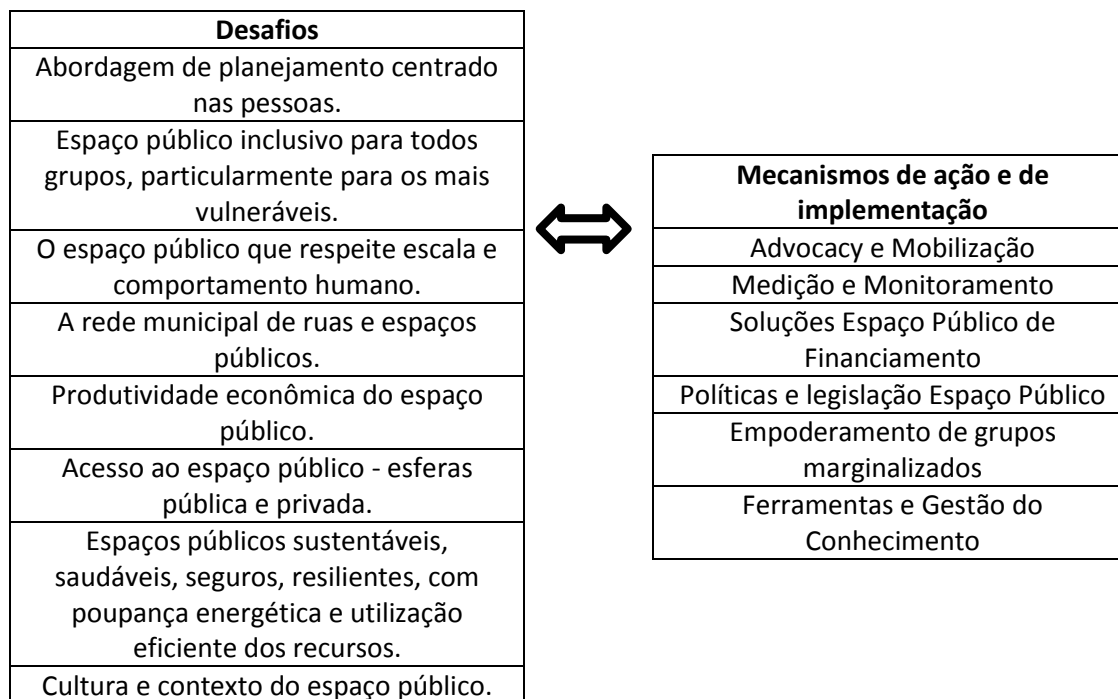 Desafios
Abordagem de planejamento centrado
nas pessoas.
Espaço público inclusivo para todos
grupos, particularmente para os mais
vulneráveis.
O espaço público que respeite escala e
comportamento humano.
A rede municipal de ruas e espaços
públicos.
Produtividade econômica do espaço
público.
Acesso ao espaço público - esferas
pública e privada.
Espaços públicos sustentáveis,
saudáveis, seguros, resilientes, com
poupança energética e utilização
eficiente dos recursos.
Cultura e contexto do espaço público.
Mecanismos de ação e de
implementação
Advocacy e Mobilização
Medição e Monitoramento
Soluções Espaço Público de
Financiamento
Políticas e legislação Espaço Público
Empoderamento de grupos
marginalizados
Ferramentas e Gestão do
Conhecimento